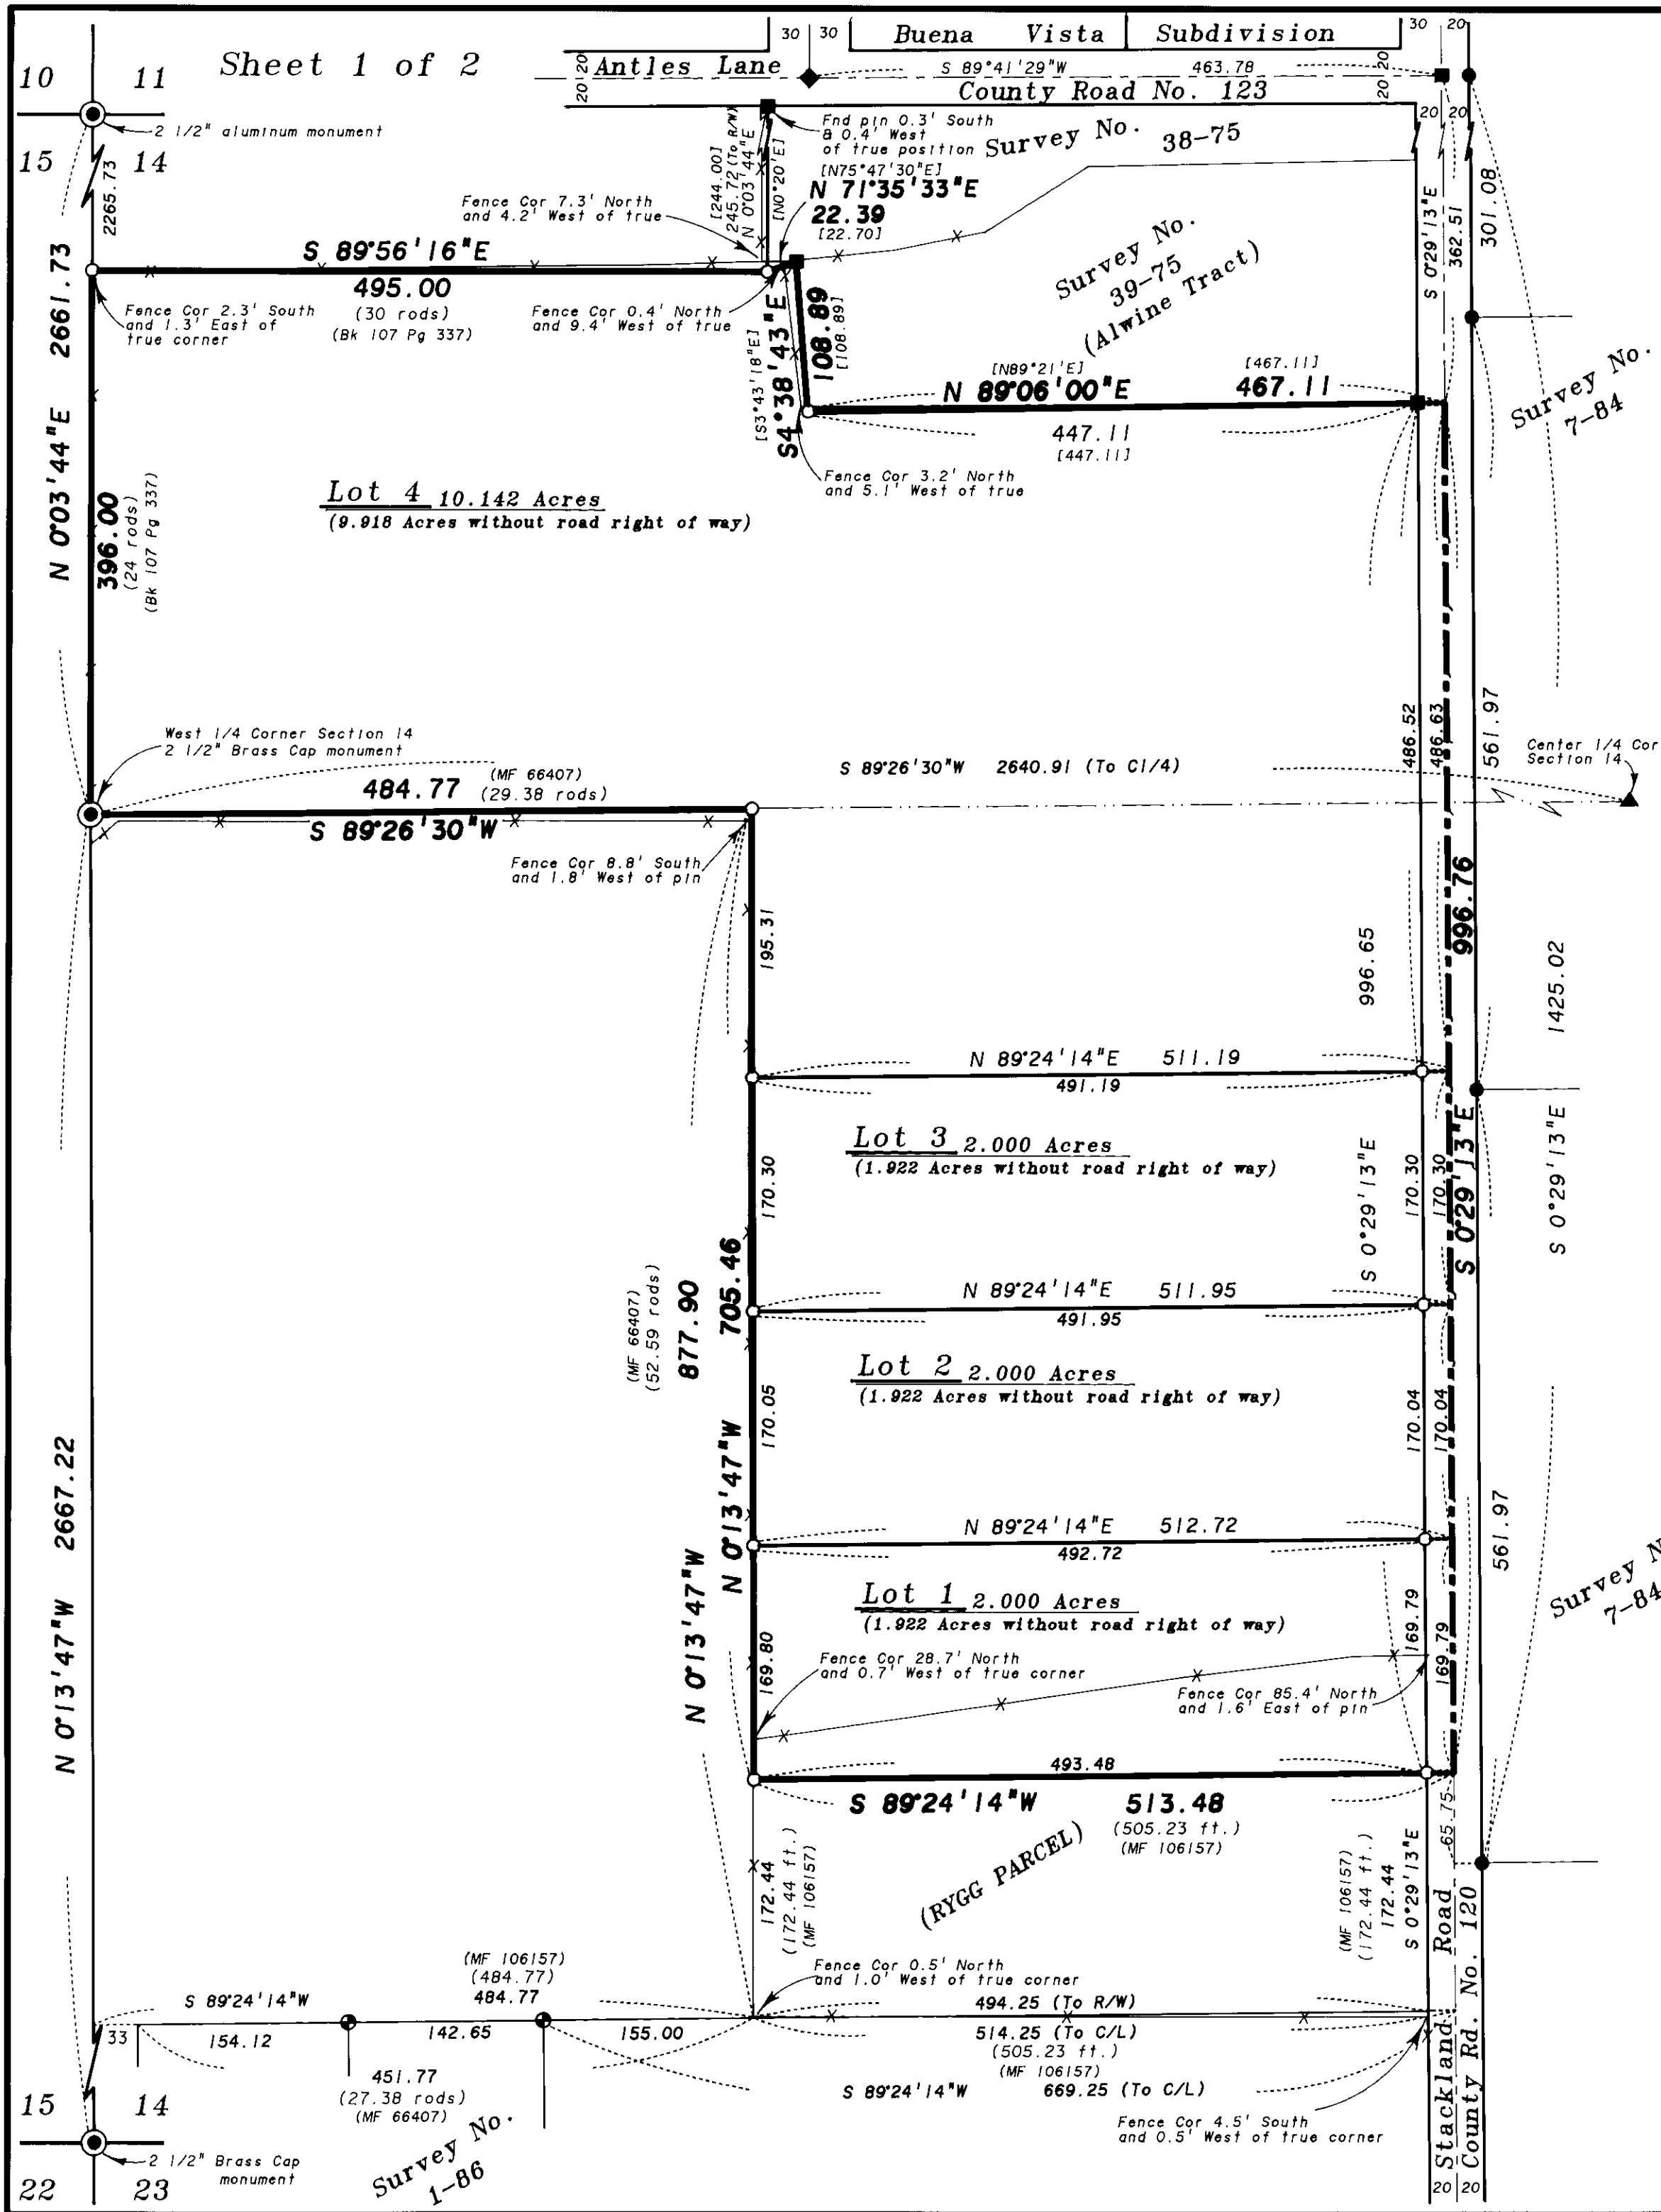 Sheet 1 of 2
10 11
15 14
2 1/2" aluminum monument
30 30
Buena Vista Subdivision
30 20
20 20
Antles Lane
S 89°41'29"W 463.78
20 20
20
County Road No. 123
20 20
Fnd pin 0.3' South
& 0.4' West
of true position
Survey No. 38-75
[N75°47'30"E]
N 71°35'33"E
22.39
[22.70]
[244.00]
245.72 (To R/W)
N 0°03'44"E
[N0°20'E]
Fence Cor 7.3' North
and 4.2' West of true
2265.73
N 0°03'44"E 2661.73
S 89°56'16"E
495.00
(30 rods)
(Bk 107 Pg 337)
Fence Cor 2.3' South
and 1.3' East of
true corner
Fence Cor 0.4' North
and 9.4' West of true
[S3°43'18"E]
S4°38'43"E
108.89
[108.89]
Survey No.
39-75
(Alwine Tract)
S 0°29'13"E
362.51
301.08
[N89°21'E] [467.11]
N 89°06'00"E 467.11
447.11
[447.11]
Fence Cor 3.2' North
and 5.1' West of true
Survey No.
7-84
396.00
(24 rods)
(Bk 107 Pg 337)
Lot 4 10.142 Acres
(9.918 Acres without road right of way)
West 1/4 Corner Section 14
2 1/2" Brass Cap monument
484.77 (MF 66407)
(29.38 rods)
S 89°26'30"W
S 89°26'30"W 2640.91 (To C1/4)
486.52
486.63
561.97
Center 1/4 Cor
Section 14
Fence Cor 8.8' South
and 1.8' West of pin
195.31
996.65
996.76
1425.02
N 89°24'14"E 511.19
491.19
Lot 3 2.000 Acres
(1.922 Acres without road right of way)
170.30
S 0°29'13"E
170.30
170.30
S 0°29'13"E
S 0°29'13"E
(MF 66407)
(52.59 rods)
877.90
N 0°13'47"W
705.46
N 0°13'47"W
N 89°24'14"E 511.95
491.95
Lot 2 2.000 Acres
(1.922 Acres without road right of way)
170.05
170.04
170.04
N 0°13'47"W 2667.22
N 89°24'14"E 512.72
492.72
561.97
Lot 1 2.000 Acres
(1.922 Acres without road right of way)
169.80
169.79
169.79
Survey N
7-84
Fence Cor 28.7' North
and 0.7' West of true corner
Fence Cor 85.4' North
and 1.6' East of pin
493.48
S 89°24'14"W 513.48
(505.23 ft.)
(MF 106157)
65.75
172.44
(172.44 ft.)
(MF 106157)
(RYGG PARCEL)
(MF 106157)
(172.44 ft.)
172.44
S 0°29'13"E
Stackland Road
County Rd. No. 120
Fence Cor 0.5' North
and 1.0' West of true corner
(MF 106157)
(484.77)
S 89°24'14"W 484.77
33 154.12 142.65 155.00
451.77
(27.38 rods)
(MF 66407)
494.25 (To R/W)
514.25 (To C/L)
(505.23 ft.)
(MF 106157)
S 89°24'14"W 669.25 (To C/L)
Fence Cor 4.5' South
and 0.5' West of true corner
15 14
22 23
2 1/2" Brass Cap
monument
Survey No.
1-86
20 20